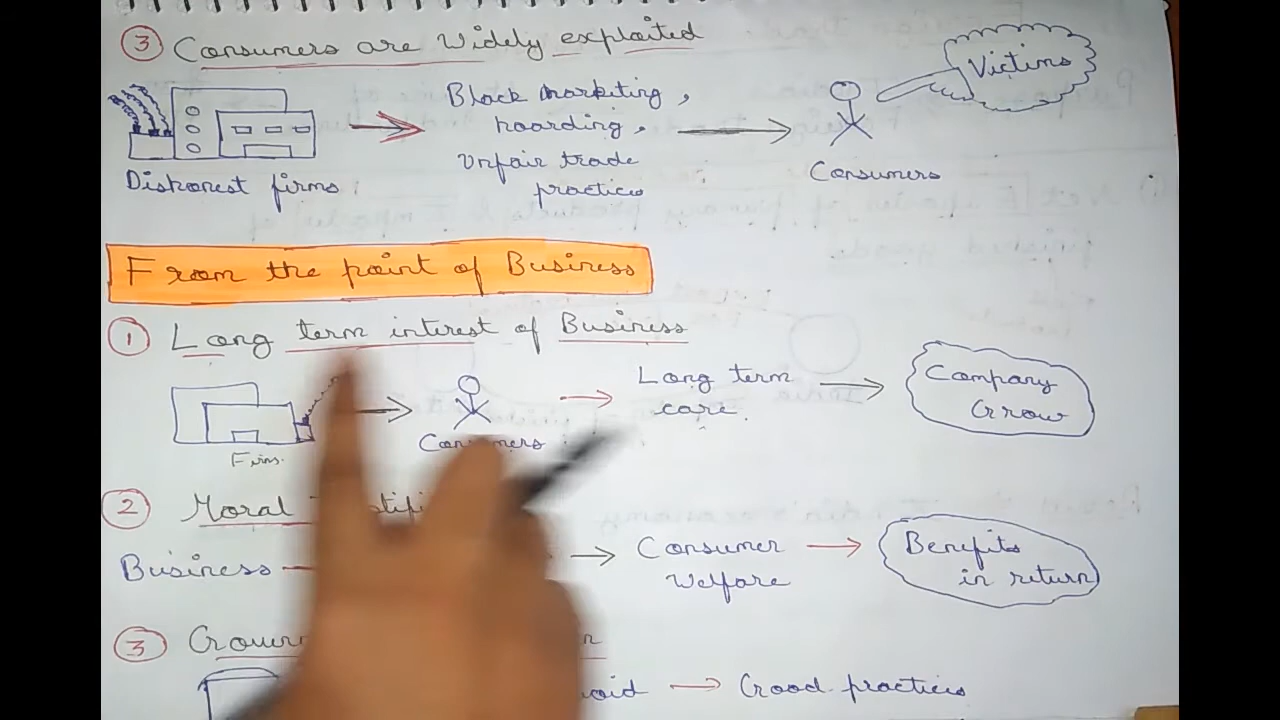 ③ Consumers are Widely exploited
Black marketing,
hoarding,
Unfair trade
practices
Victims
Consumers
Dishonest firms
From the point of Business
① Long term interest of Business
Long term
care.
Company
Grow
Consumers
Firms.
② Moral
Business
Consumer
Welfare
Benefits
in return
③
Good practices